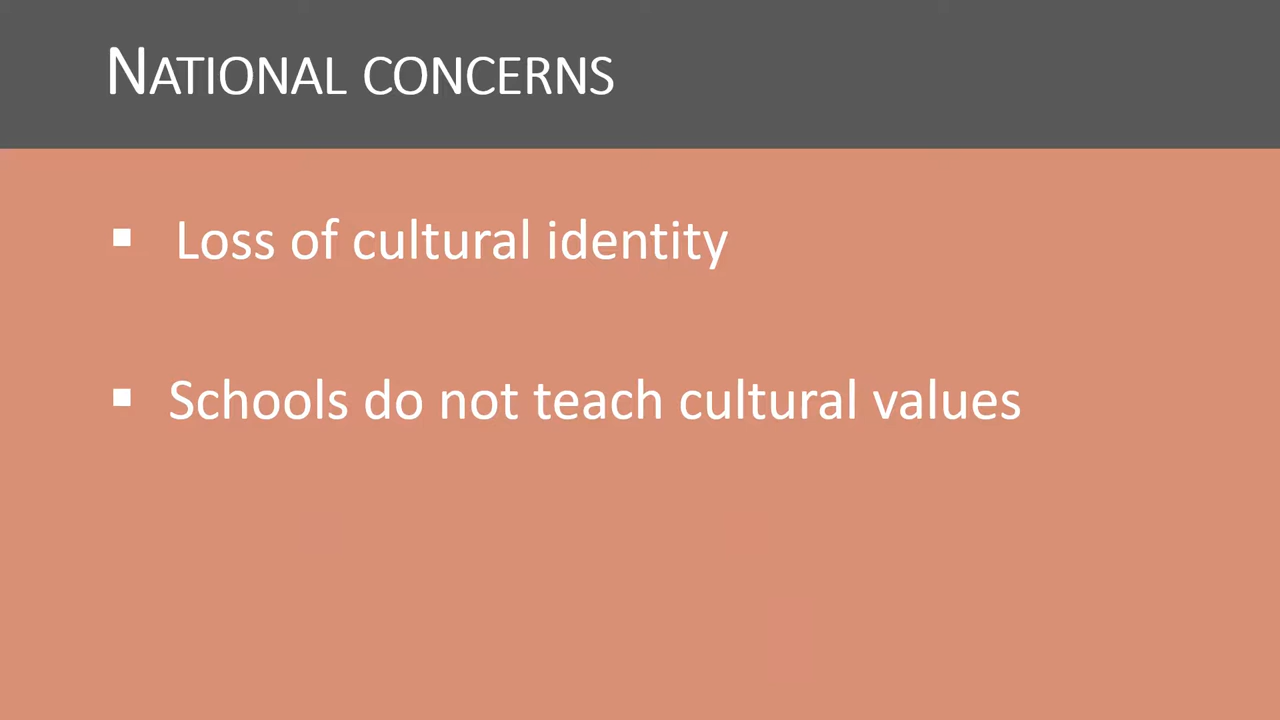 NATIONAL CONCERNS
▪ Loss of cultural identity
▪ Schools do not teach cultural values